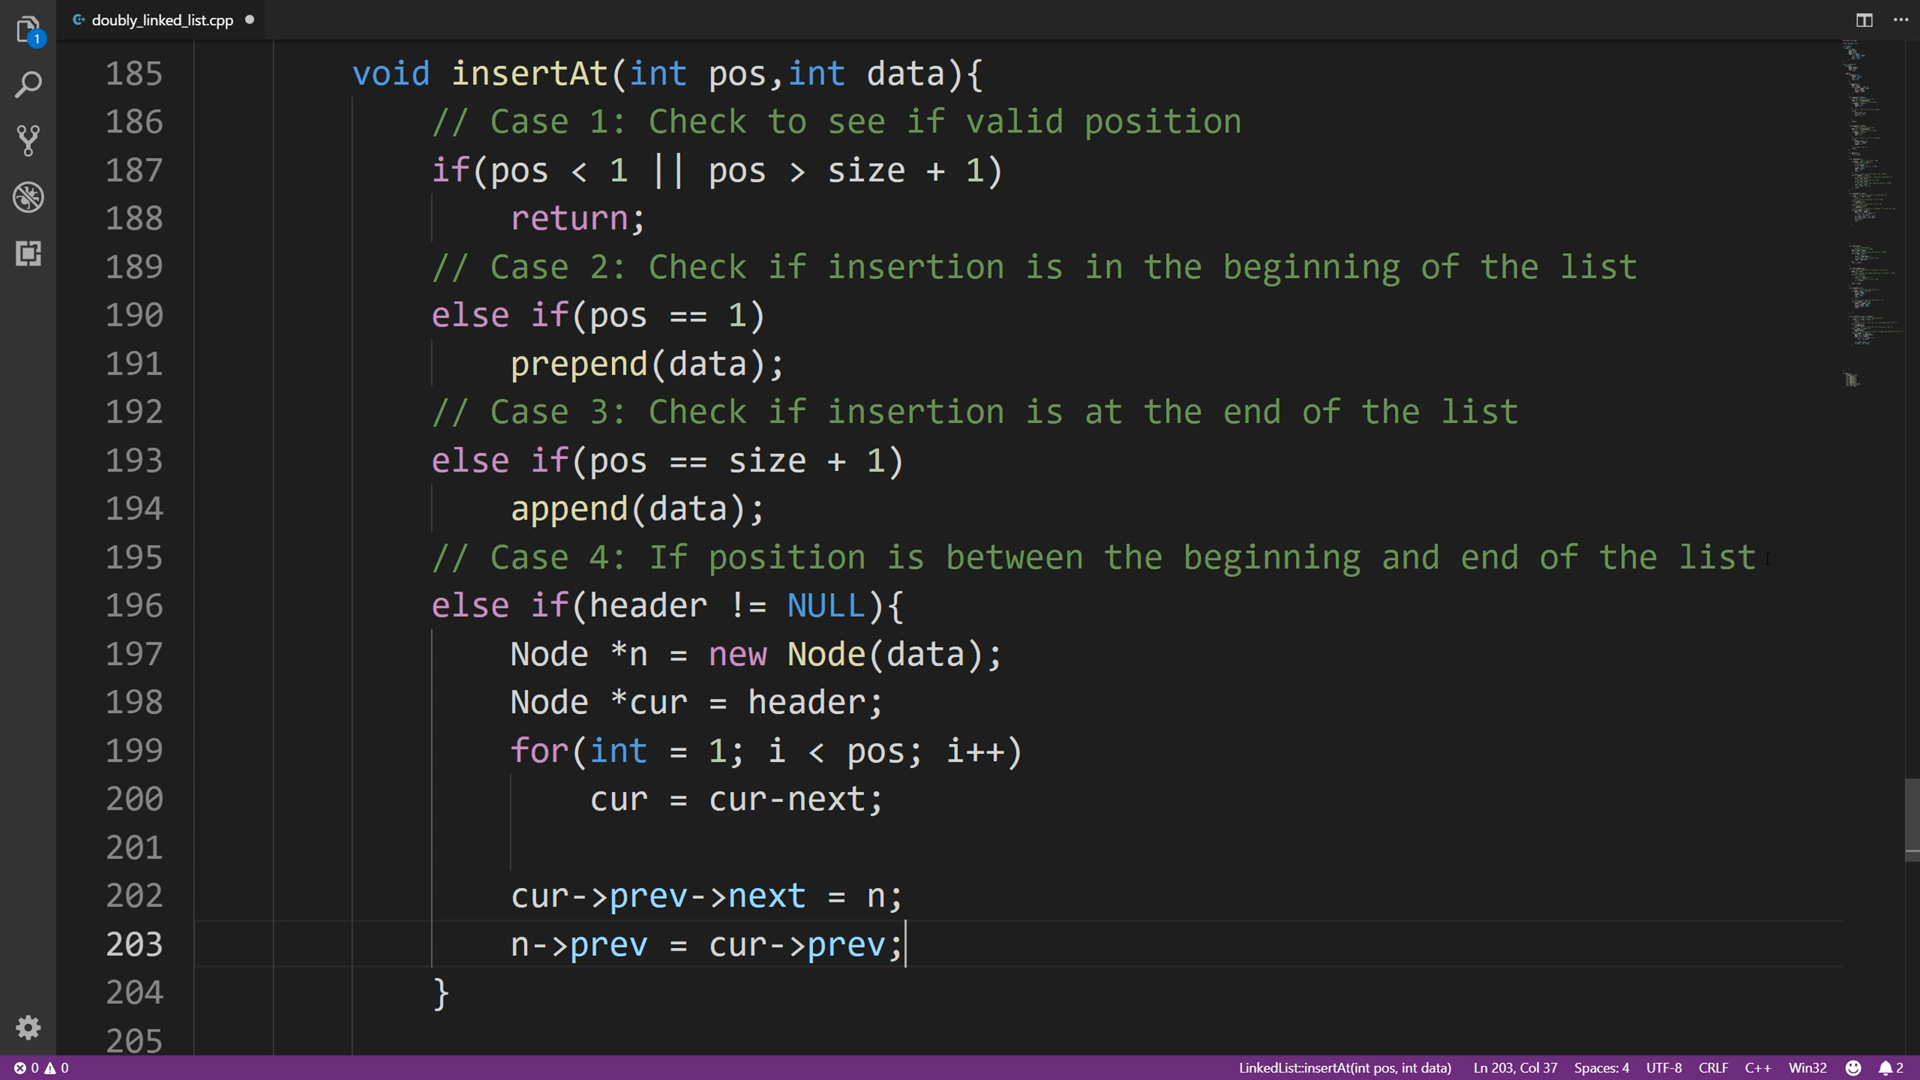 doubly_linked_list.cpp
1
185 void insertAt(int pos,int data){
186 // Case 1: Check to see if valid position
187 if(pos < 1 || pos > size + 1)
188 return;
189 // Case 2: Check if insertion is in the beginning of the list
190 else if(pos == 1)
191 prepend(data);
192 // Case 3: Check if insertion is at the end of the list
193 else if(pos == size + 1)
194 append(data);
195 // Case 4: If position is between the beginning and end of the list
196 else if(header != NULL){
197 Node *n = new Node(data);
198 Node *cur = header;
199 for(int = 1; i < pos; i++)
200 cur = cur-next;
201
202 cur->prev->next = n;
203 n->prev = cur->prev;
204 }
205
0 0 LinkedList::insertAt(int pos, int data) Ln 203, Col 37 Spaces: 4 UTF-8 CRLF C++ Win32 2